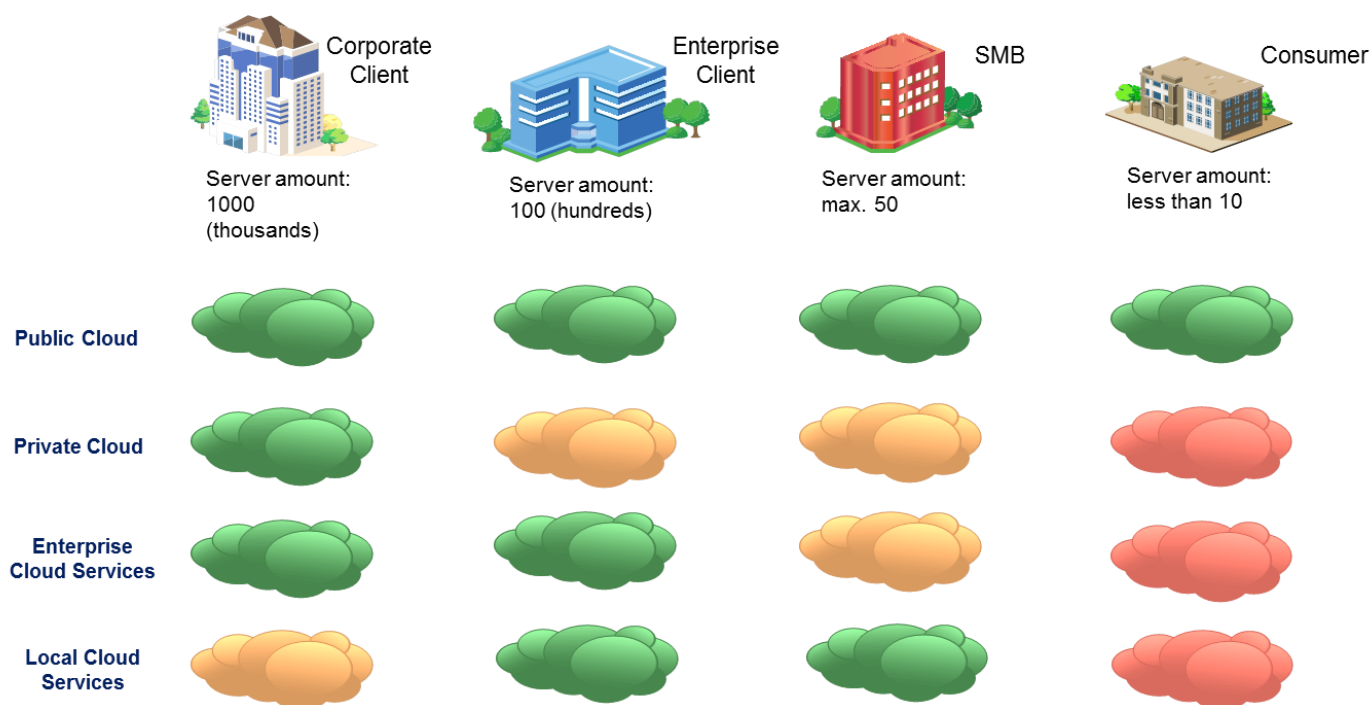 Corporate
Client
Enterprise
Client
SMB
Consumer
Server amount:
1000
(thousands)
Server amount:
100 (hundreds)
Server amount:
max. 50
Server amount:
less than 10
Public Cloud
Private Cloud
Enterprise
Cloud Services
Local Cloud
Services